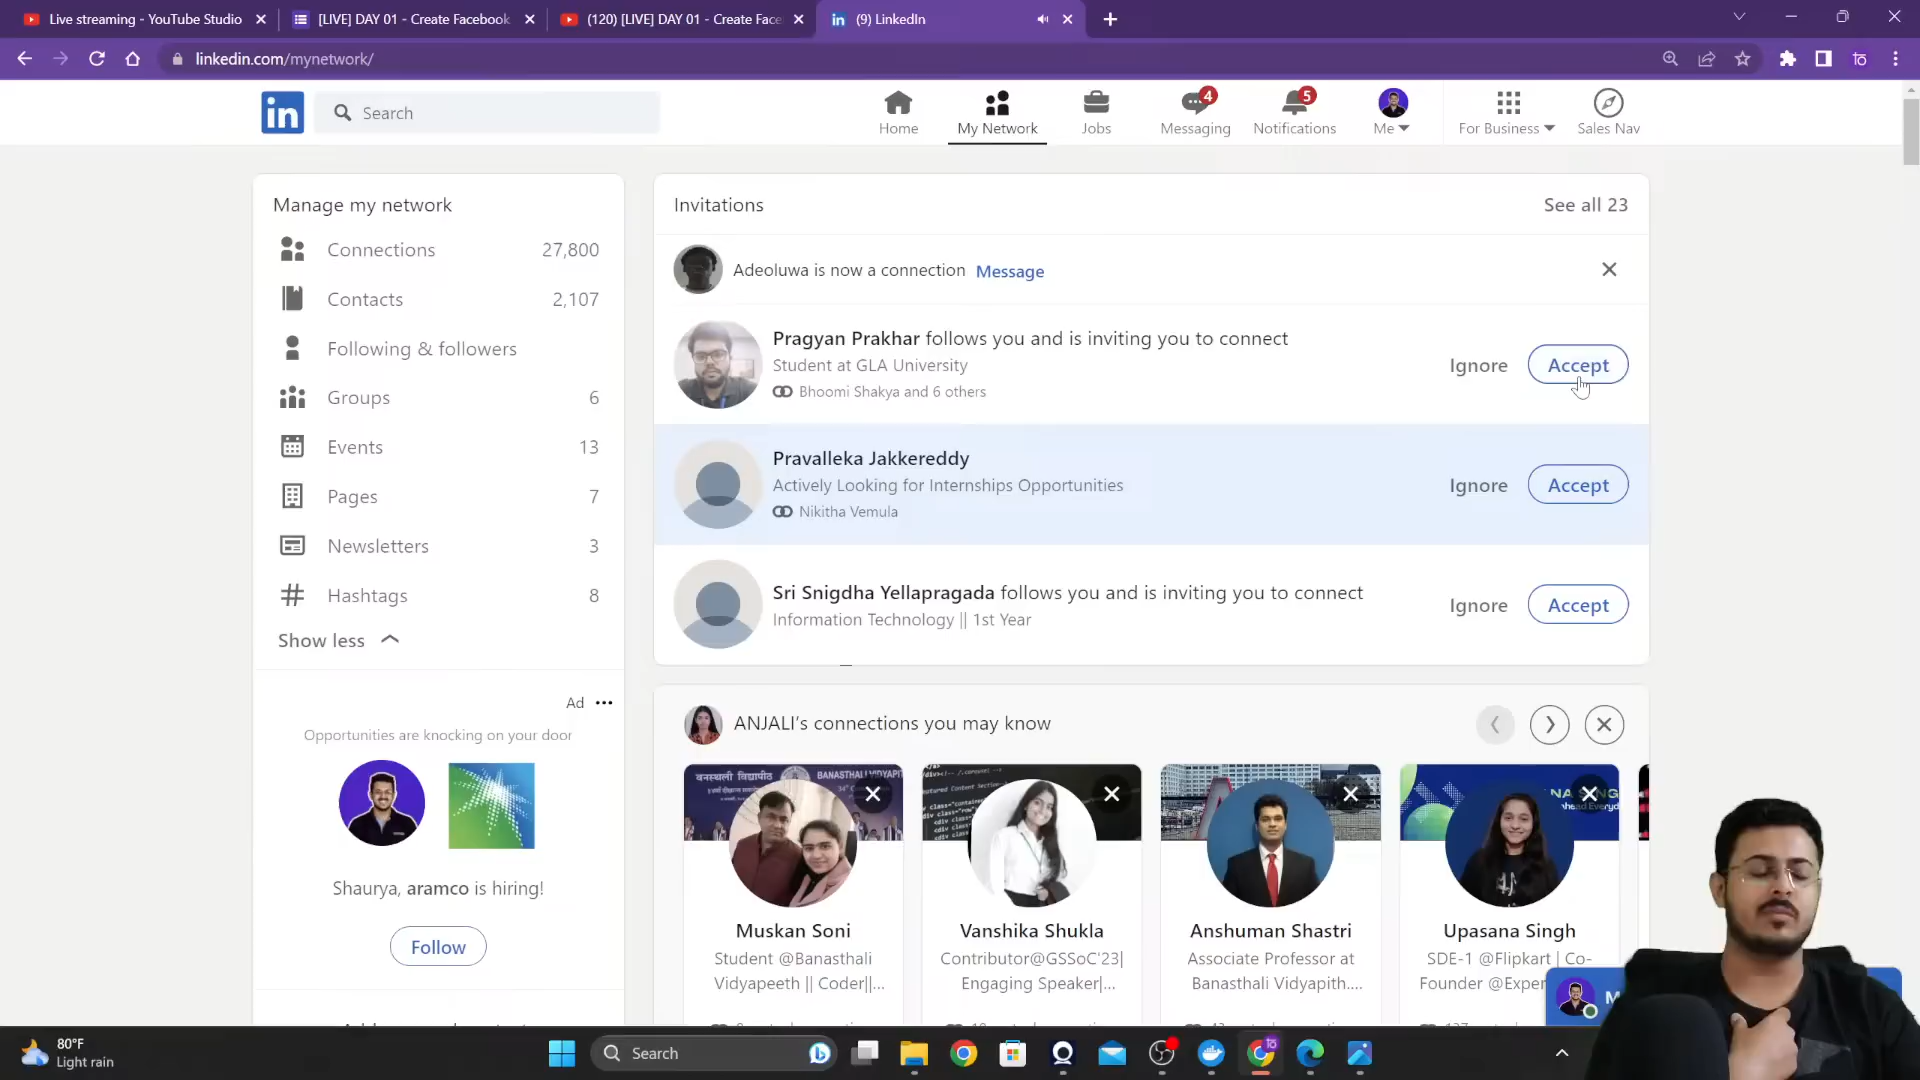 Live streaming - YouTube Studio
[LIVE] DAY 01 - Create Facebook
(120) [LIVE] DAY 01 - Create Face
(9) LinkedIn
linkedin.com/mynetwork/
in
Search
Home
My Network
Jobs
4
Messaging
5
Notifications
Me
For Business
Sales Nav
Manage my network
Connections 27,800
Contacts 2,107
Following & followers
Groups 6
Events 13
Pages 7
Newsletters 3
Hashtags 8
Show less
Ad
Opportunities are knocking on your door
Shaurya, aramco is hiring!
Follow
Invitations
See all 23
Adeoluwa is now a connection Message
Pragyan Prakhar follows you and is inviting you to connect
Student at GLA University
Bhoomi Shakya and 6 others
Ignore Accept
Pravalleka Jakkereddy
Actively Looking for Internships Opportunities
Nikitha Vemula
Ignore Accept
Sri Snigdha Yellapragada follows you and is inviting you to connect
Information Technology || 1st Year
Ignore Accept
ANJALI's connections you may know
Muskan Soni
Student @Banasthali
Vidyapeeth || Coder||...
Vanshika Shukla
Contributor@GSSoC'23|
Engaging Speaker|...
Anshuman Shastri
Associate Professor at
Banasthali Vidyapith....
Upasana Singh
SDE-1 @Flipkart | Co-
Founder @Exper
80°F
Light rain
Search